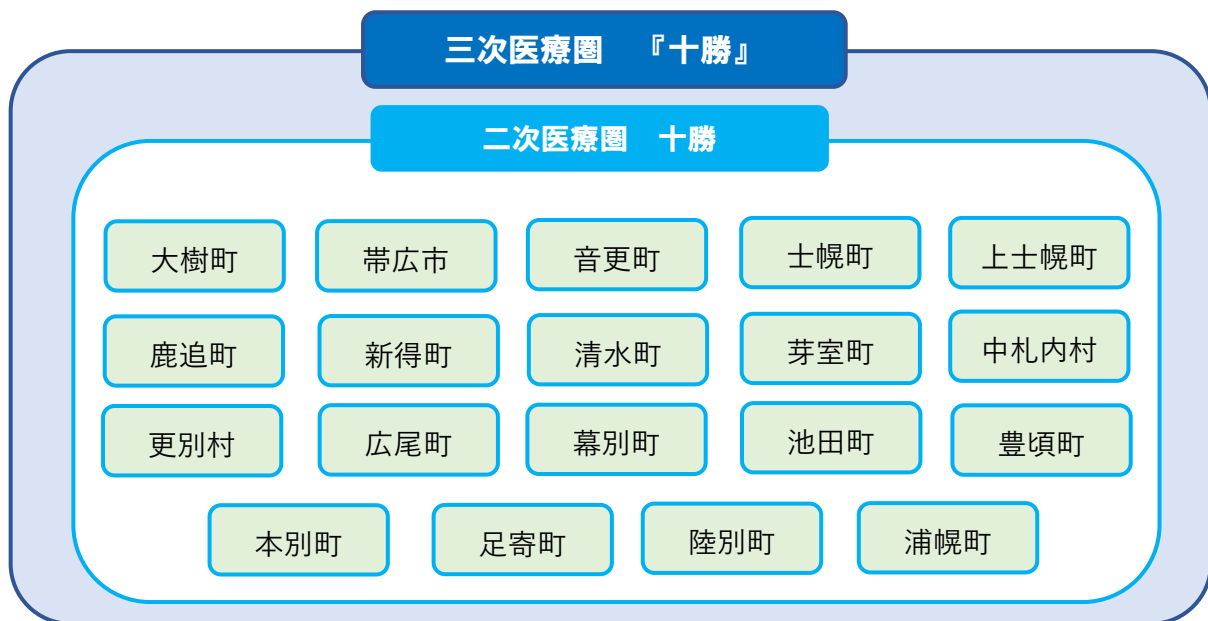 三次医療圏　『十勝』
二次医療圏　十勝
大樹町 帯広市 音更町 士幌町 上士幌町
鹿追町 新得町 清水町 芽室町 中札内村
更別村 広尾町 幕別町 池田町 豊頃町
本別町 足寄町 陸別町 浦幌町